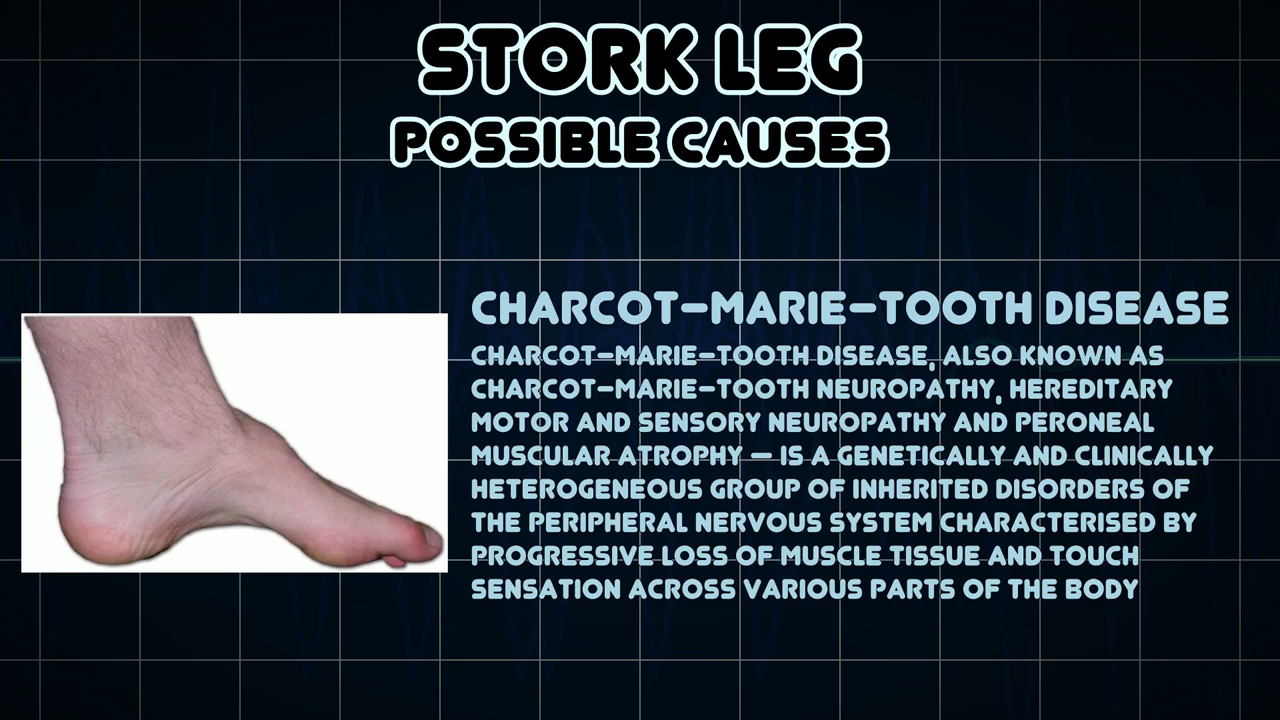 STORK LEG
POSSIBLE CAUSES
CHARCOT-MARIE-TOOTH DISEASE
CHARCOT-MARIE-TOOTH DISEASE, ALSO KNOWN AS
CHARCOT-MARIE-TOOTH NEUROPATHY, HEREDITARY
MOTOR AND SENSORY NEUROPATHY AND PERONEAL
MUSCULAR ATROPHY — IS A GENETICALLY AND CLINICALLY
HETEROGENEOUS GROUP OF INHERITED DISORDERS OF
THE PERIPHERAL NERVOUS SYSTEM CHARACTERISED BY
PROGRESSIVE LOSS OF MUSCLE TISSUE AND TOUCH
SENSATION ACROSS VARIOUS PARTS OF THE BODY